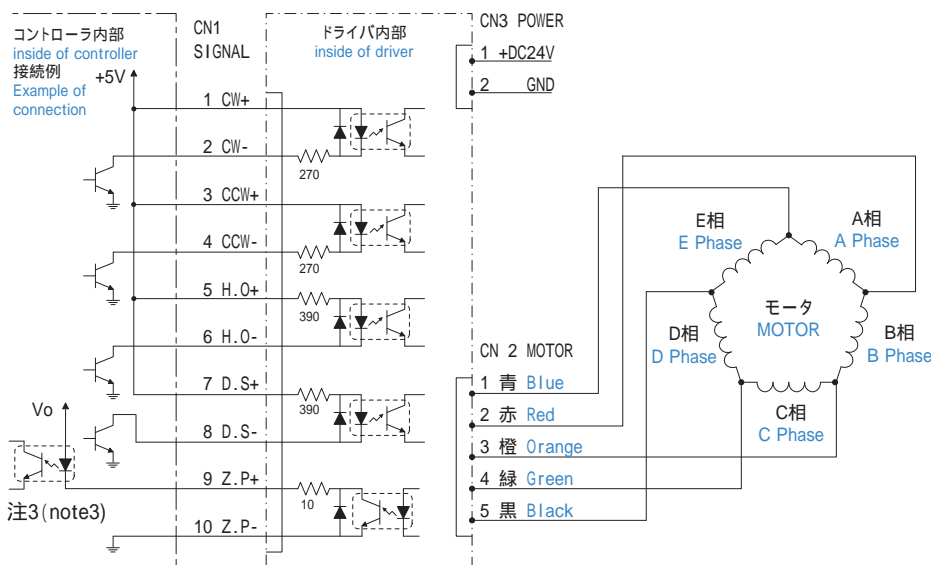 コントローラ内部
inside of controller
接続例
Example of
connection
+5V
CN1
SIGNAL
ドライバ内部
inside of driver
CN3 POWER
1 +DC24V
2 GND
1 CW+
2 CW-
270
3 CCW+
4 CCW-
270
5 H.O+
390
6 H.O-
7 D.S+
390
8 D.S-
Vo
9 Z.P+
10
10 Z.P-
注3(note3)
CN 2 MOTOR
1 青 Blue
2 赤 Red
3 橙 Orange
4 緑 Green
5 黒 Black
E相
E Phase
A相
A Phase
モータ
MOTOR
D相
D Phase
B相
B Phase
C相
C Phase